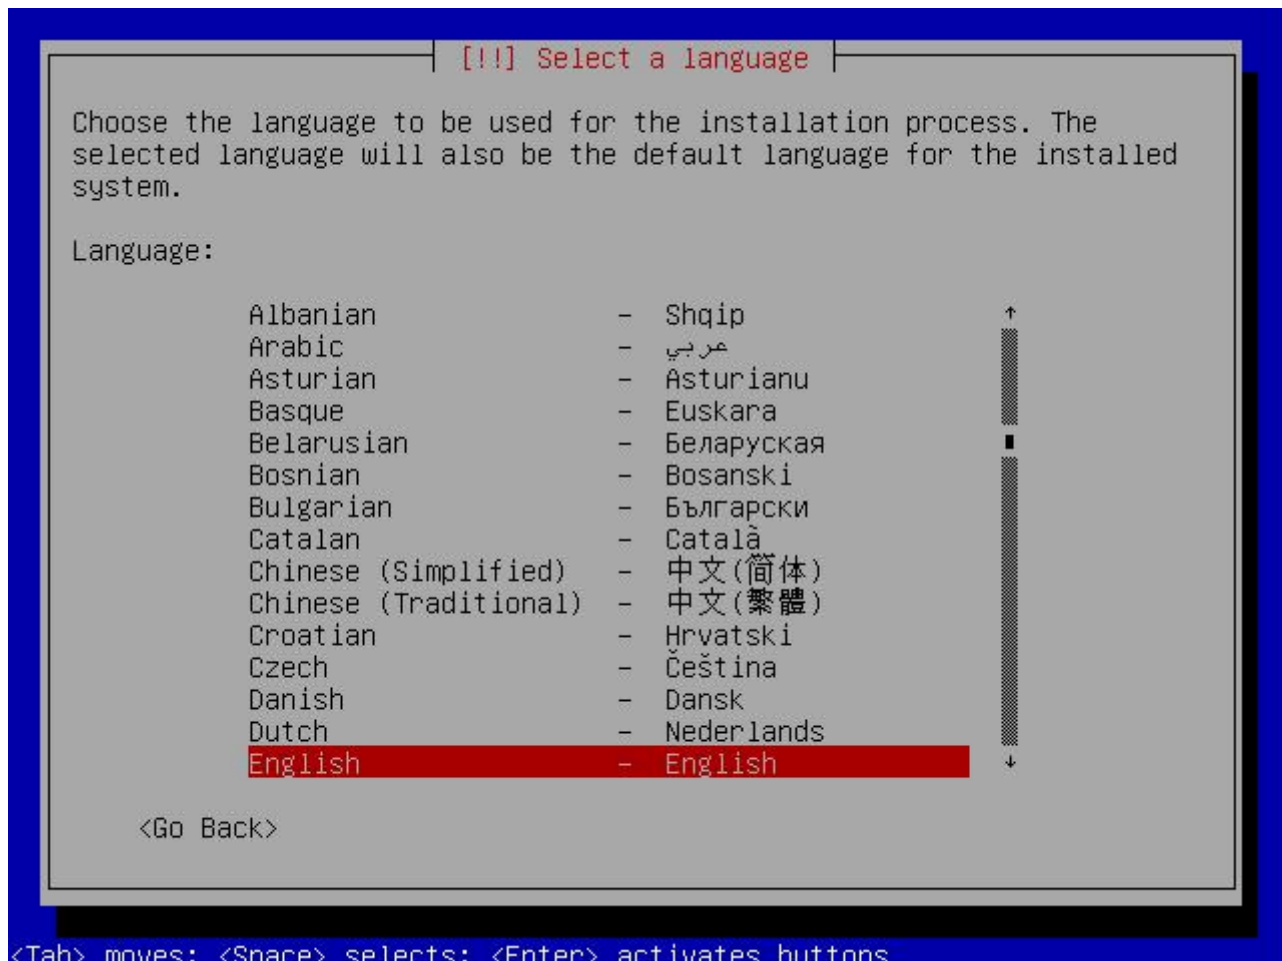 [!!] Select a language
Choose the language to be used for the installation process. The
selected language will also be the default language for the installed
system.
Language:
Albanian - Shqip
Arabic - عربي
Asturian - Asturianu
Basque - Euskara
Belarusian - Беларуская
Bosnian - Bosanski
Bulgarian - Български
Catalan - Català
Chinese (Simplified) - 中文(简体)
Chinese (Traditional) - 中文(繁體)
Croatian - Hrvatski
Czech - Čeština
Danish - Dansk
Dutch - Nederlands
English - English
<Go Back>
<Tab> moves; <Space> selects; <Enter> activates buttons